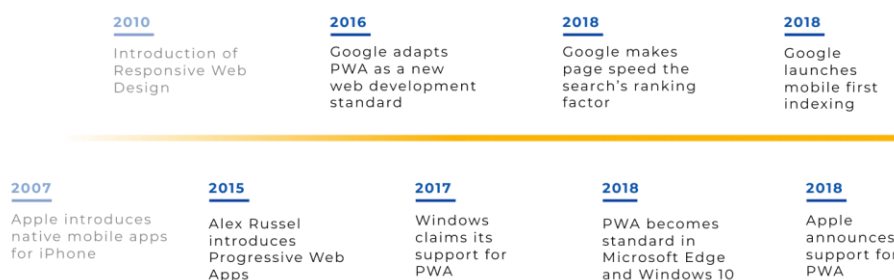 2010
Introduction of
Responsive Web
Design
2016
Google adapts
PWA as a new
web development
standard
2018
Google makes
page speed the
search's ranking
factor
2018
Google
launches
mobile first
indexing
2007
Apple introduces
native mobile apps
for iPhone
2015
Alex Russel
introduces
Progressive Web
Apps
2017
Windows
claims its
support for
PWA
2018
PWA becomes
standard in
Microsoft Edge
and Windows 10
2018
Apple
announces
support for
PWA